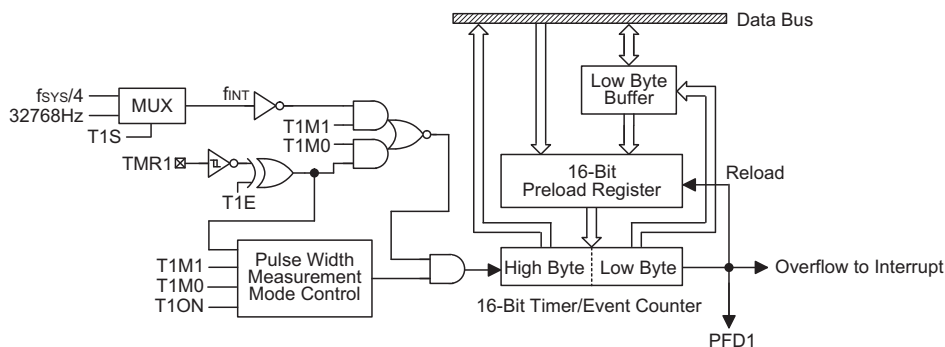 Data Bus
fSYS/4
32768Hz
MUX
T1S
fINT
Low Byte
Buffer
T1M1
T1M0
TMR1
T1E
16-Bit
Preload Register
Reload
T1M1
T1M0
T1ON
Pulse Width
Measurement
Mode Control
High Byte
Low Byte
Overflow to Interrupt
16-Bit Timer/Event Counter
PFD1